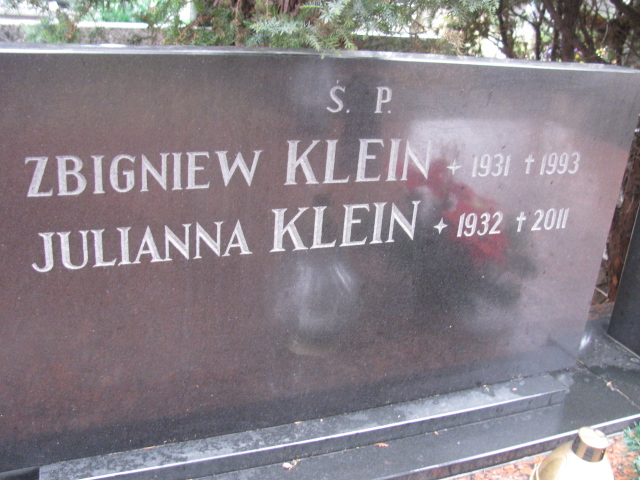 Ś. P.
ZBIGNIEW KLEIN ✦ 1931 ✝ 1993
JULIANNA KLEIN ✦ 1932 ✝ 2011